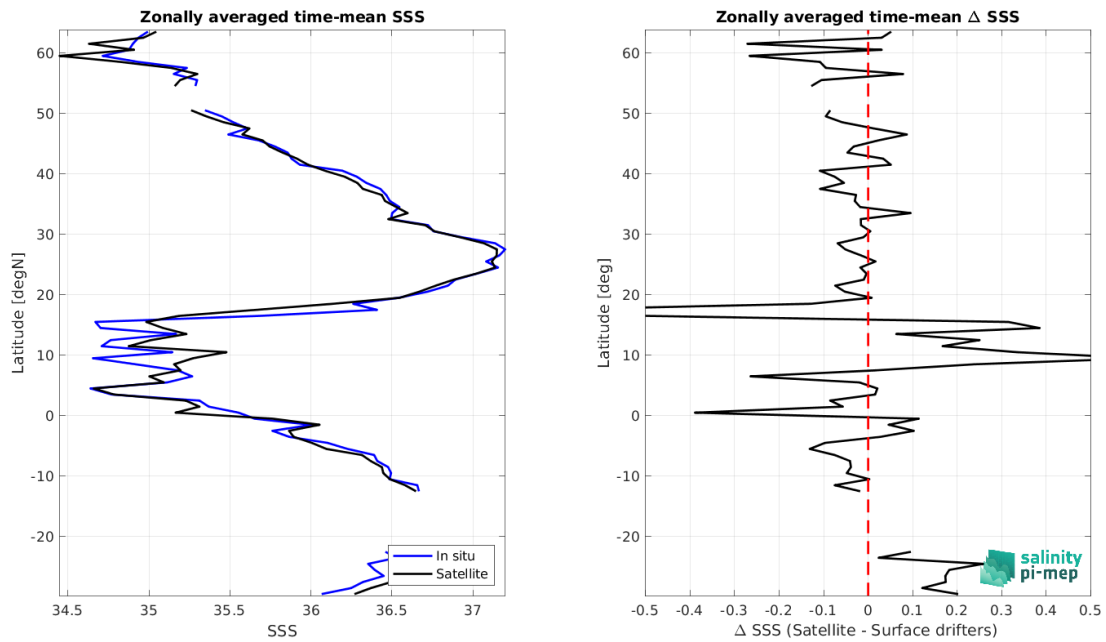 Zonally averaged time-mean SSS
60
50
40
30
20
10
0
-10
-20
Latitude [degN]
34.5 35 35.5 36 36.5 37
SSS
In situ
Satellite
Zonally averaged time-mean Δ SSS
60
50
40
30
20
10
0
-10
-20
Latitude [deg]
-0.5 -0.4 -0.3 -0.2 -0.1 0 0.1 0.2 0.3 0.4 0.5
Δ SSS (Satellite - Surface drifters)
salinity
pi-mep